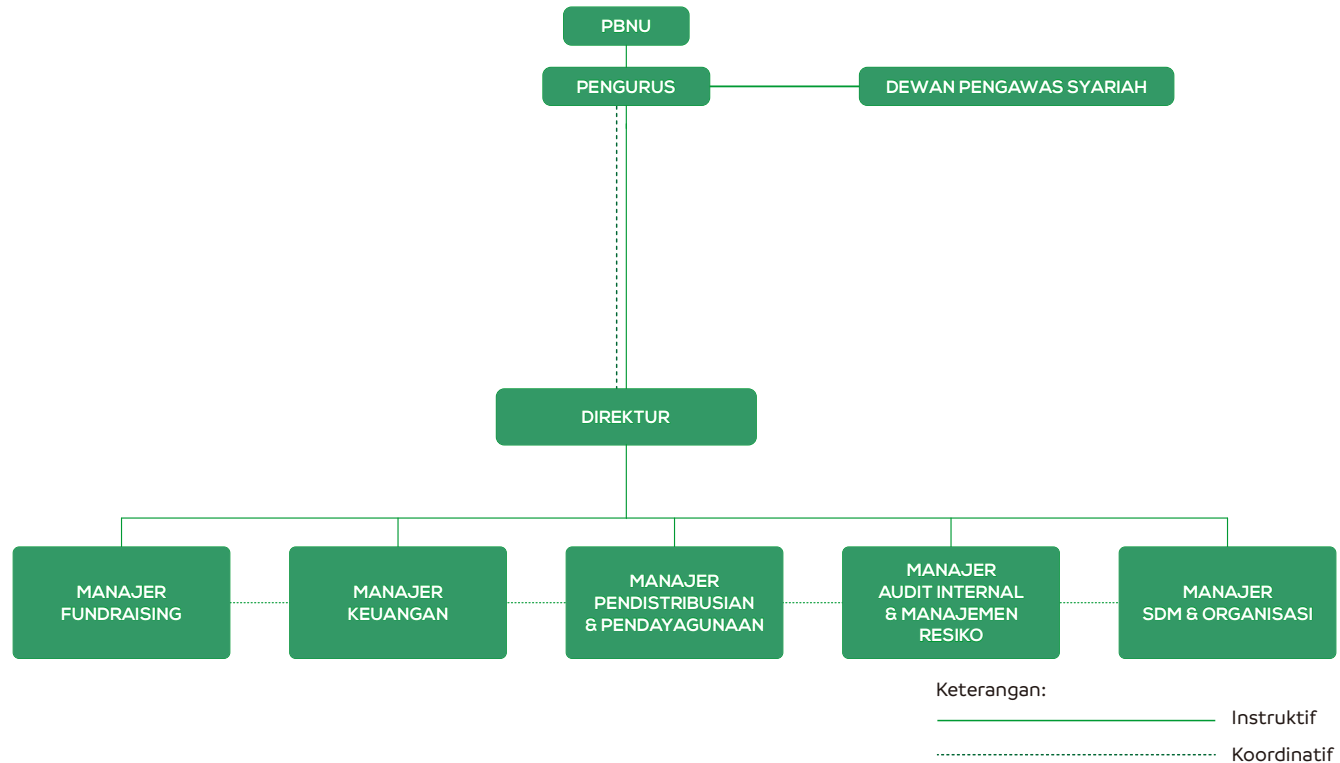 PBNU
PENGURUS
DEWAN PENGAWAS SYARIAH
DIREKTUR
MANAJER
FUNDRAISING
MANAJER
KEUANGAN
MANAJER
PENDISTRIBUSIAN
& PENDAYAGUNAAN
MANAJER
AUDIT INTERNAL
& MANAJEMEN
RESIKO
MANAJER
SDM & ORGANISASI
Keterangan:
Instruktif
Koordinatif